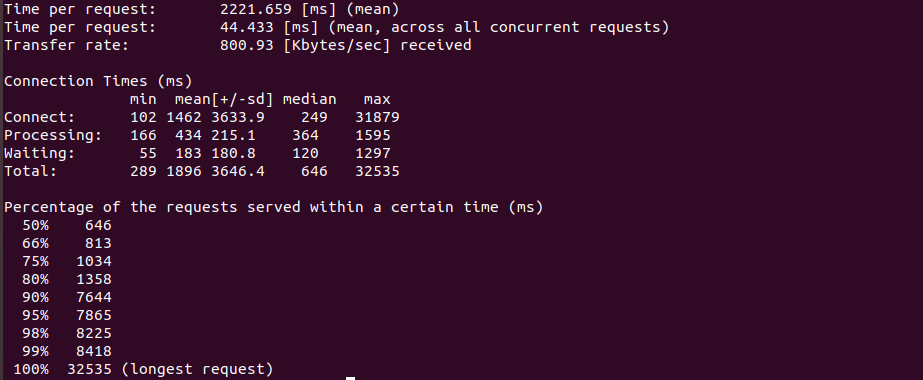 Time per request:       2221.659 [ms] (mean)
Time per request:       44.433 [ms] (mean, across all concurrent requests)
Transfer rate:          800.93 [Kbytes/sec] received

Connection Times (ms)
              min  mean[+/-sd] median   max
Connect:      102 1462 3633.9    249   31879
Processing:   166  434 215.1    364    1595
Waiting:       55  183 180.8    120    1297
Total:        289 1896 3646.4    646   32535

Percentage of the requests served within a certain time (ms)
  50%    646
  66%    813
  75%   1034
  80%   1358
  90%   7644
  95%   7865
  98%   8225
  99%   8418
 100%  32535 (longest request)